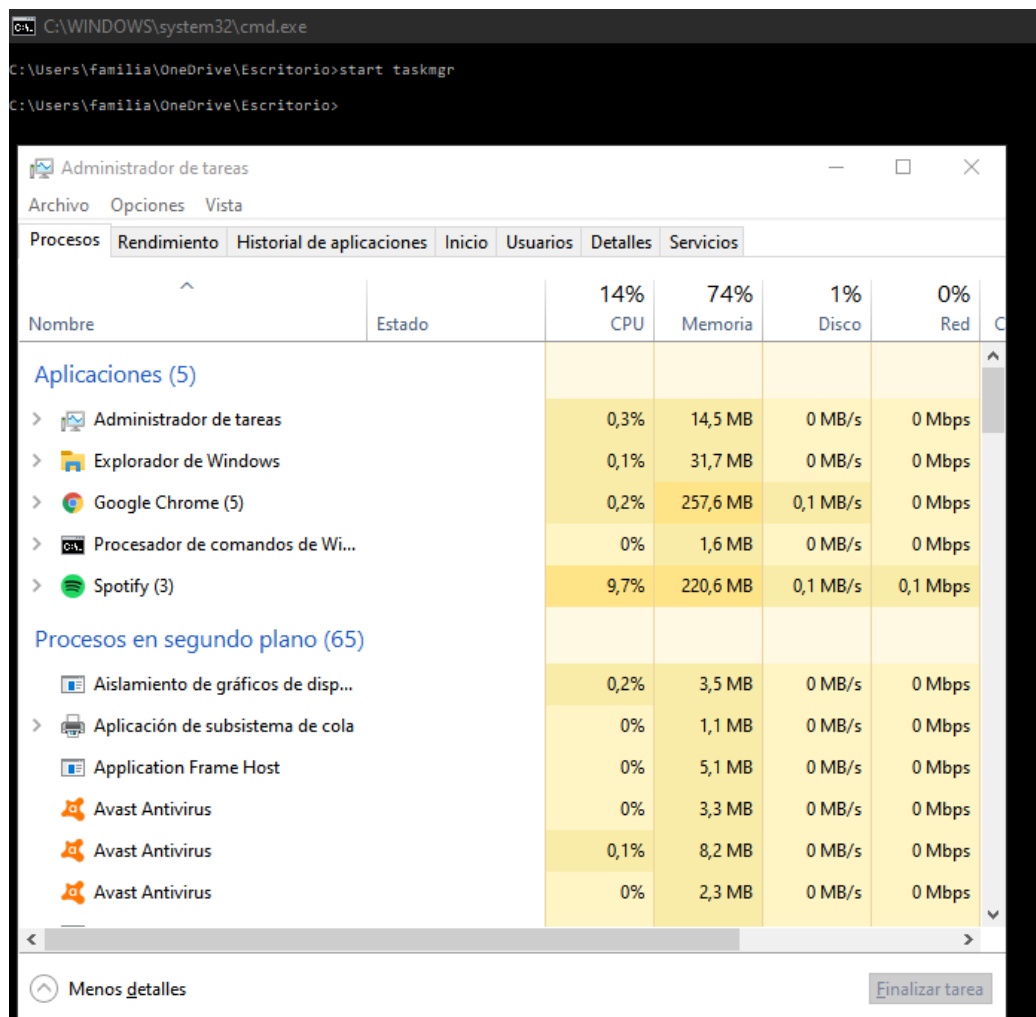 C:\WINDOWS\system32\cmd.exe
C:\Users\familia\OneDrive\Escritorio>start taskmgr
C:\Users\familia\OneDrive\Escritorio>
Administrador de tareas
Archivo Opciones Vista
Procesos Rendimiento Historial de aplicaciones Inicio Usuarios Detalles Servicios
14% 74% 1% 0%
Nombre Estado CPU Memoria Disco Red C
Aplicaciones (5)
Administrador de tareas 0,3% 14,5 MB 0 MB/s 0 Mbps
Explorador de Windows 0,1% 31,7 MB 0 MB/s 0 Mbps
Google Chrome (5) 0,2% 257,6 MB 0,1 MB/s 0 Mbps
Procesador de comandos de Wi... 0% 1,6 MB 0 MB/s 0 Mbps
Spotify (3) 9,7% 220,6 MB 0,1 MB/s 0,1 Mbps
Procesos en segundo plano (65)
Aislamiento de gráficos de disp... 0,2% 3,5 MB 0 MB/s 0 Mbps
Aplicación de subsistema de cola 0% 1,1 MB 0 MB/s 0 Mbps
Application Frame Host 0% 5,1 MB 0 MB/s 0 Mbps
Avast Antivirus 0% 3,3 MB 0 MB/s 0 Mbps
Avast Antivirus 0,1% 8,2 MB 0 MB/s 0 Mbps
Avast Antivirus 0% 2,3 MB 0 MB/s 0 Mbps
Menos detalles Finalizar tarea